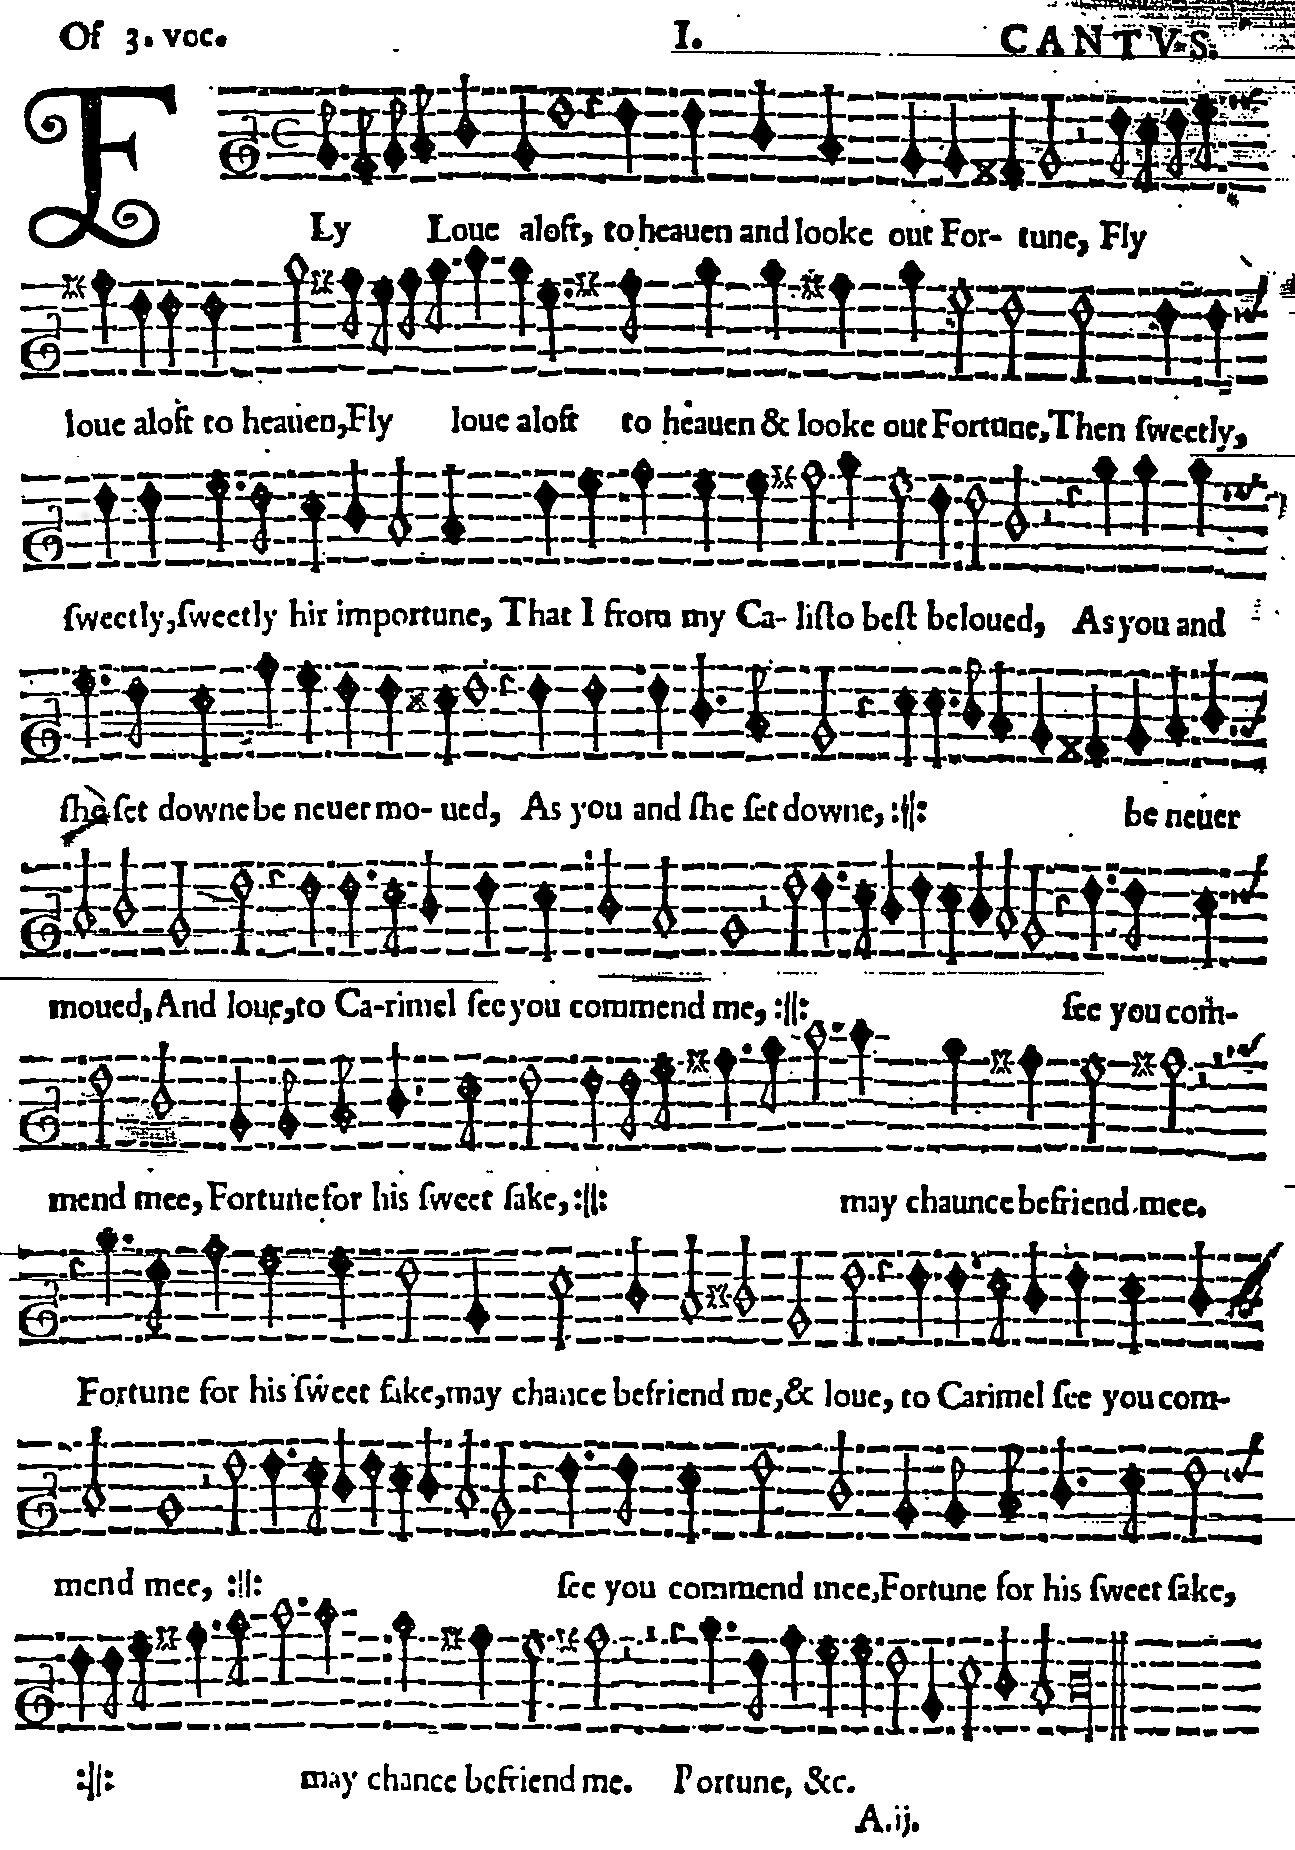 Of 3. voc. I. CANTVS.
FLy Loue aloft, to heauen and looke out For- tune, Fly
loue aloft to heauen, Fly loue aloft to heauen & looke out Fortune, Then ſweetly,
ſweetly, ſweetly hir importune, That I from my Ca- liſto beſt beloued, As you and
ſhe ſet downe be neuer mo- ued, As you and ſhe ſet downe, :||: be neuer
moued, And loue, to Ca-rimel ſee you commend me, :||: ſee you com-
mend mee, Fortune for his ſweet ſake, :||: may chaunce befriend mee.
Fortune for his ſweet ſake, may chance befriend me, & loue, to Carimel ſee you com-
mend mee, :||: ſee you commend mee, Fortune for his ſweet ſake,
:||: may chance befriend me. Fortune, &c.
A.ij.